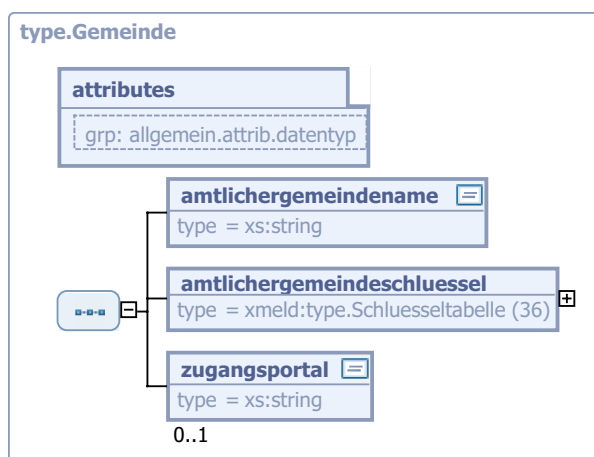 type.Gemeinde
attributes
grp: allgemein.attrib.datentyp
amtlichergemeindename
type = xs:string
amtlichergemeindeschluessel
type = xmeld:type.Schluesseltabelle (36)
zugangsportal
type = xs:string
0..1